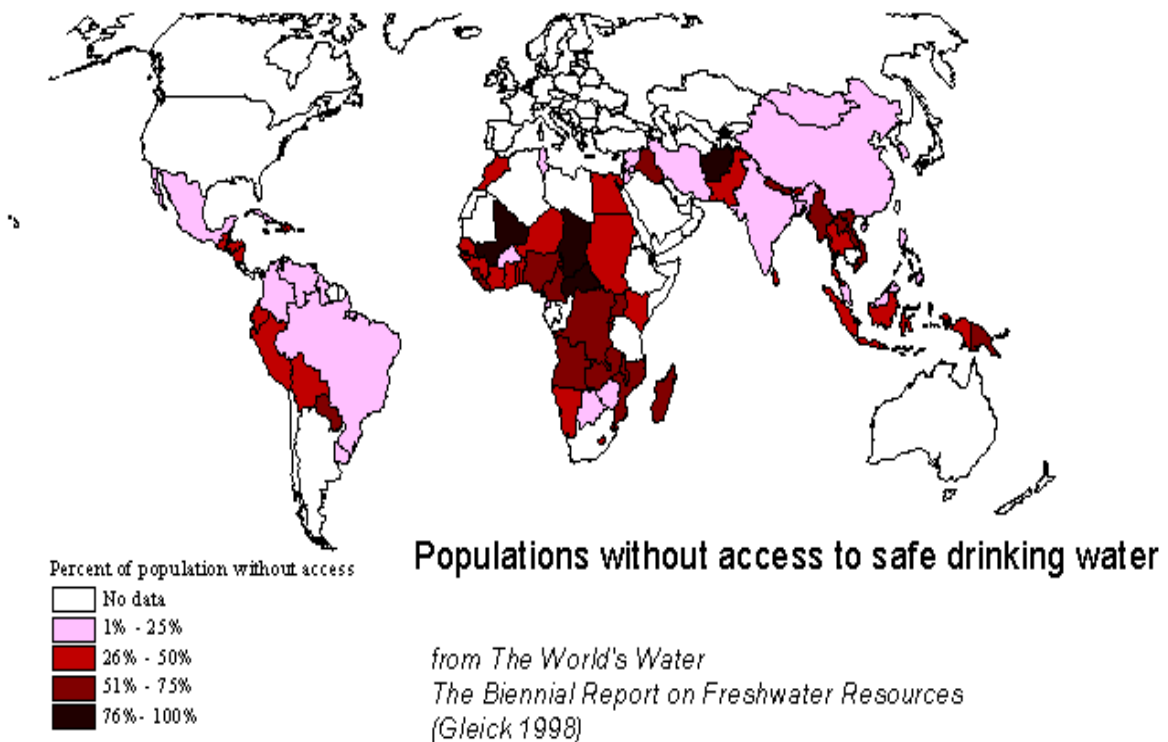 Populations without access to safe drinking water
Percent of population without access
No data
1% - 25%
26% - 50%
51% - 75%
76% - 100%
from The World's Water
The Biennial Report on Freshwater Resources
(Gleick 1998)